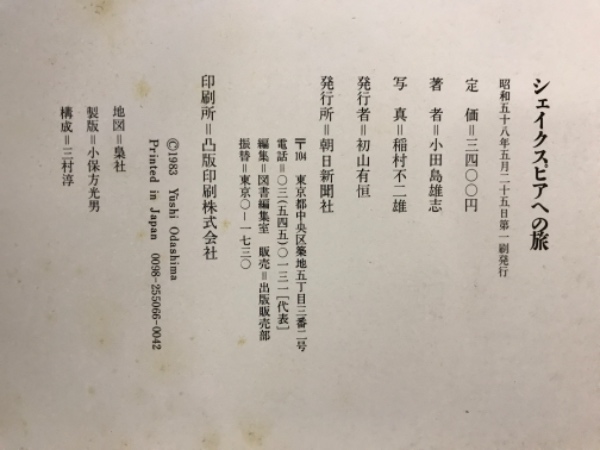 シェイクスピアへの旅
昭和五十八年五月二十五日第一刷発行
定　価＝三四〇〇円
著　者＝小田島雄志
写　真＝稲村不二雄
発行者＝初山有恒
発行所＝朝日新聞社
〒104　東京都中央区築地五丁目三番二号
電話＝〇三（五四五）〇一三一［代表］
編集＝図書編集室　販売＝出版販売部
振替＝東京〇－一七三〇
印刷所＝凸版印刷株式会社
©1983　Yushi Odashima
Printed in Japan　0098-255066-0042
地図＝梟社
製版＝小保方光男
構成＝三村淳